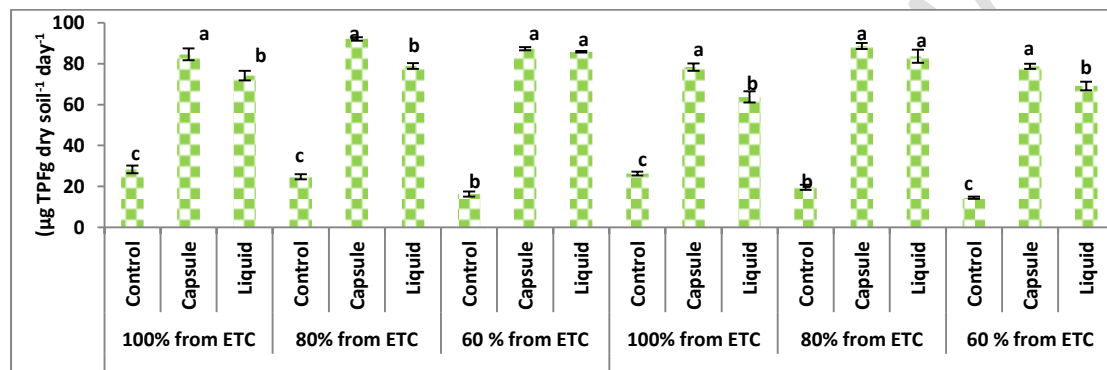 (µg TPFg dry soil⁻¹ day⁻¹
100
80
60
40
20
0
c a b c a b b a a c a b b a a c a b
Control Capsule Liquid Control Capsule Liquid Control Capsule Liquid Control Capsule Liquid Control Capsule Liquid Control Capsule Liquid
100% from ETC 80% from ETC 60 % from ETC 100% from ETC 80% from ETC 60 % from ETC